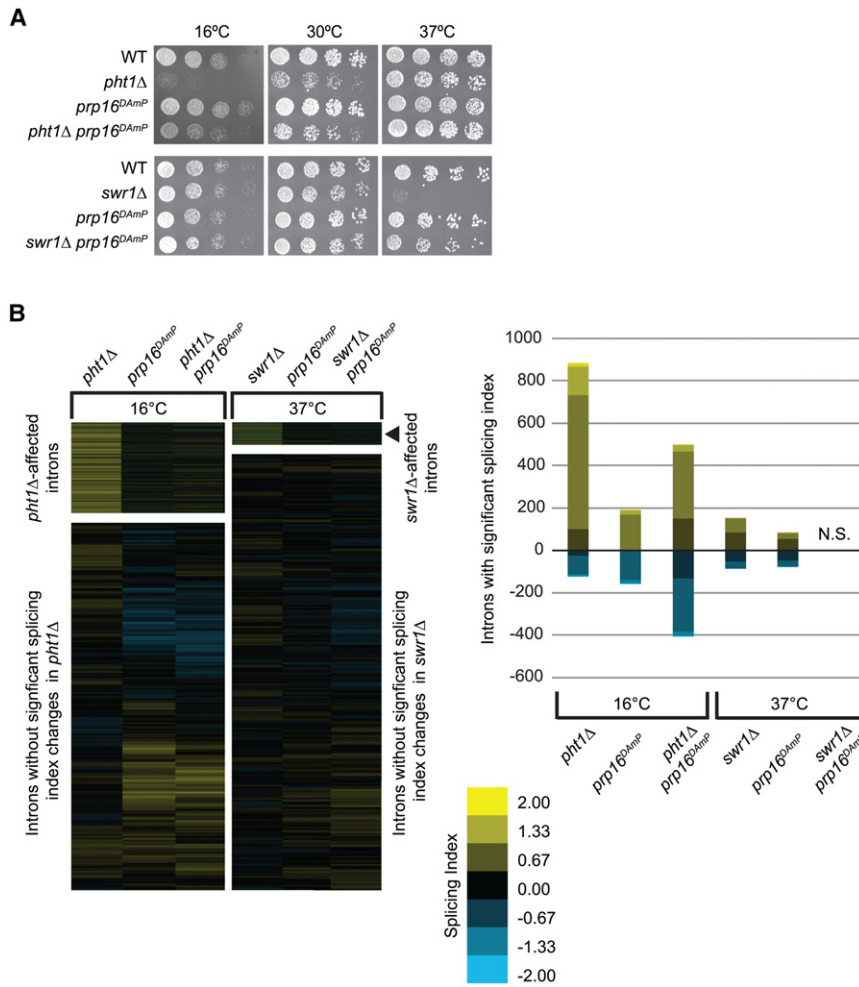 A
16ºC 30ºC 37ºC
WT
pht1Δ
prp16DAmP
pht1Δ prp16DAmP
WT
swr1Δ
prp16DAmP
swr1Δ prp16DAmP
B
pht1Δ
prp16DAmP
pht1Δ
prp16DAmP
swr1Δ
prp16DAmP
swr1Δ
prp16DAmP
16°C 37°C
pht1Δ-affected
introns
swr1Δ-affected
introns
Introns without signficant splicing
index changes in pht1Δ
Introns without signficant splicing
index changes in swr1Δ
Introns with significant splicing index
1000
800
600
400
200
0
-200
-400
-600
N.S.
16°C 37°C
pht1Δ
prp16DAmP
pht1Δ
prp16DAmP
swr1Δ
prp16DAmP
swr1Δ
prp16DAmP
Splicing Index
2.00
1.33
0.67
0.00
-0.67
-1.33
-2.00